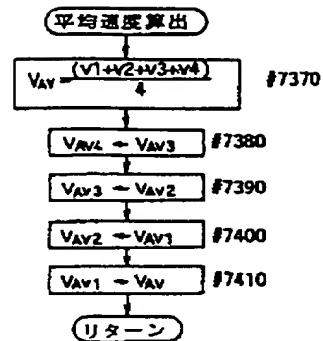 平均速度算出
VAV = (V1+V2+V3+V4) / 4 #7370
VAV4 ← VAV3 #7380
VAV3 ← VAV2 #7390
VAV2 ← VAV1 #7400
VAV1 ← VAV #7410
リターン